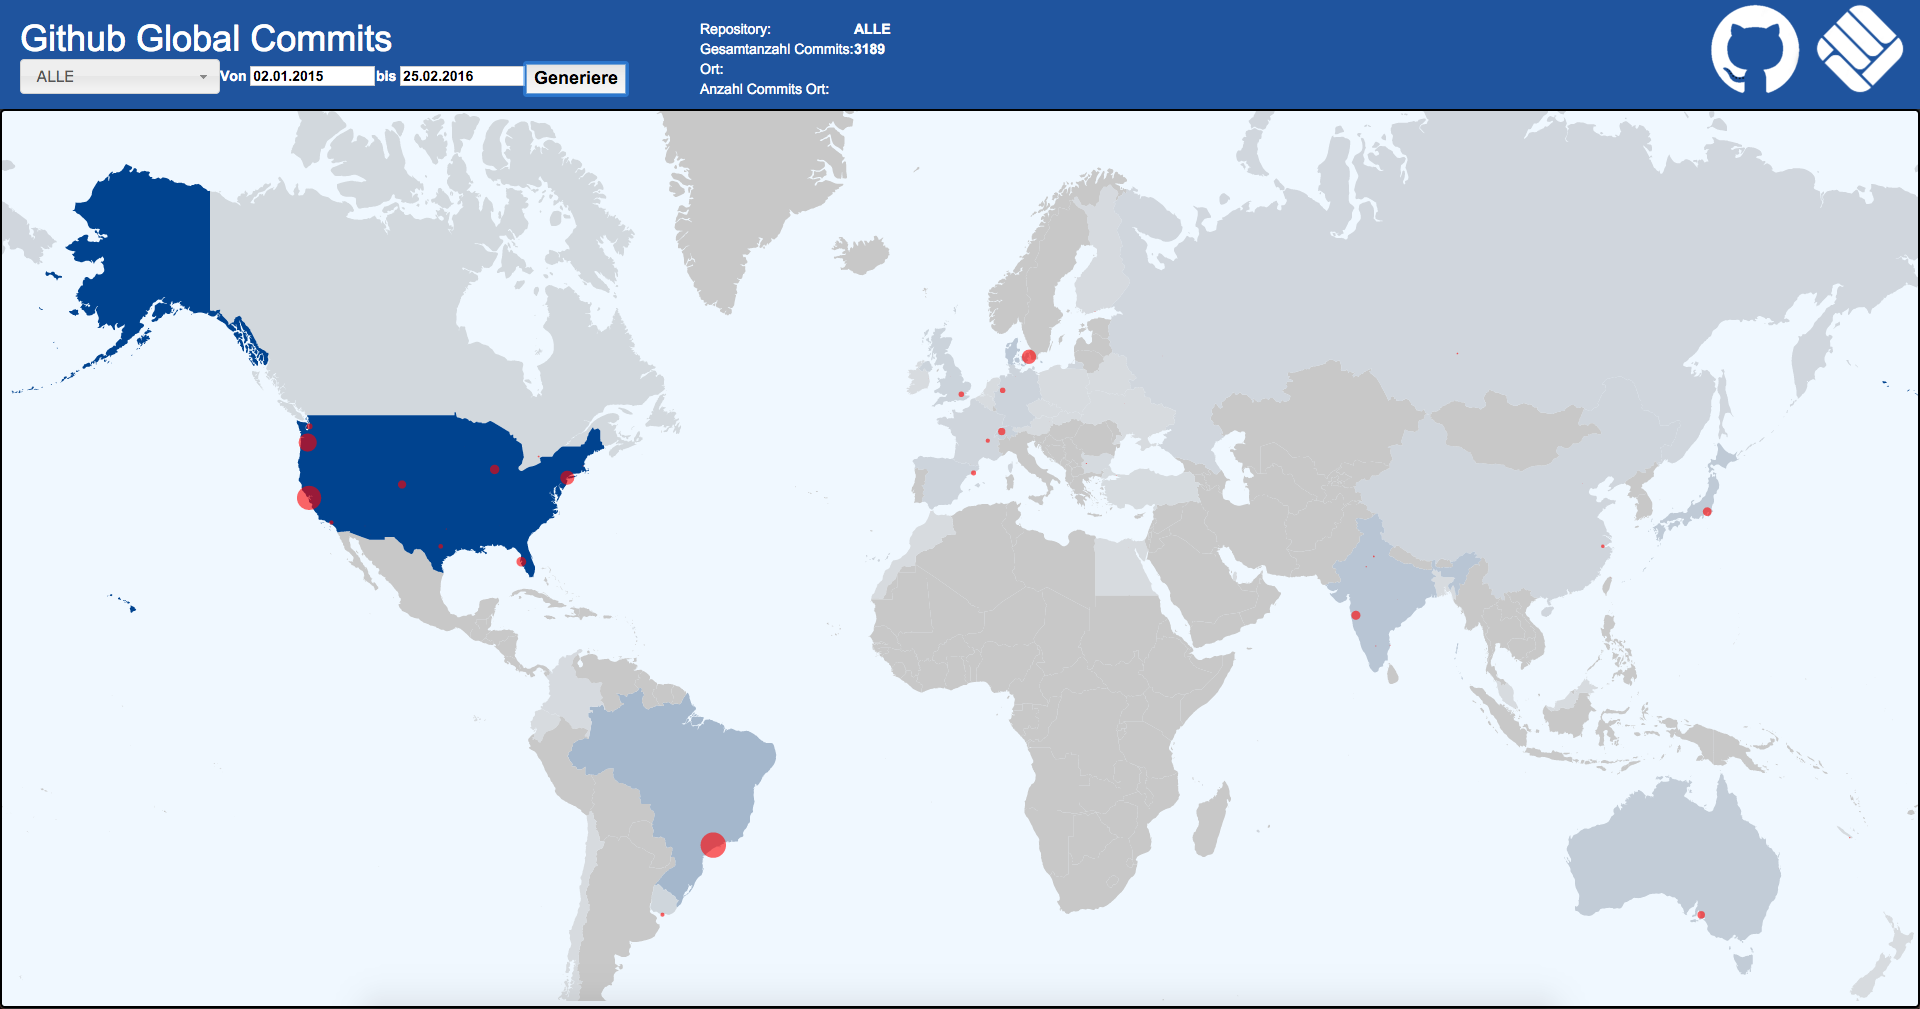 Github Global Commits
ALLE Von 02.01.2015 bis 25.02.2016 Generiere
Repository: ALLE
Gesamtanzahl Commits:3189
Ort:
Anzahl Commits Ort: